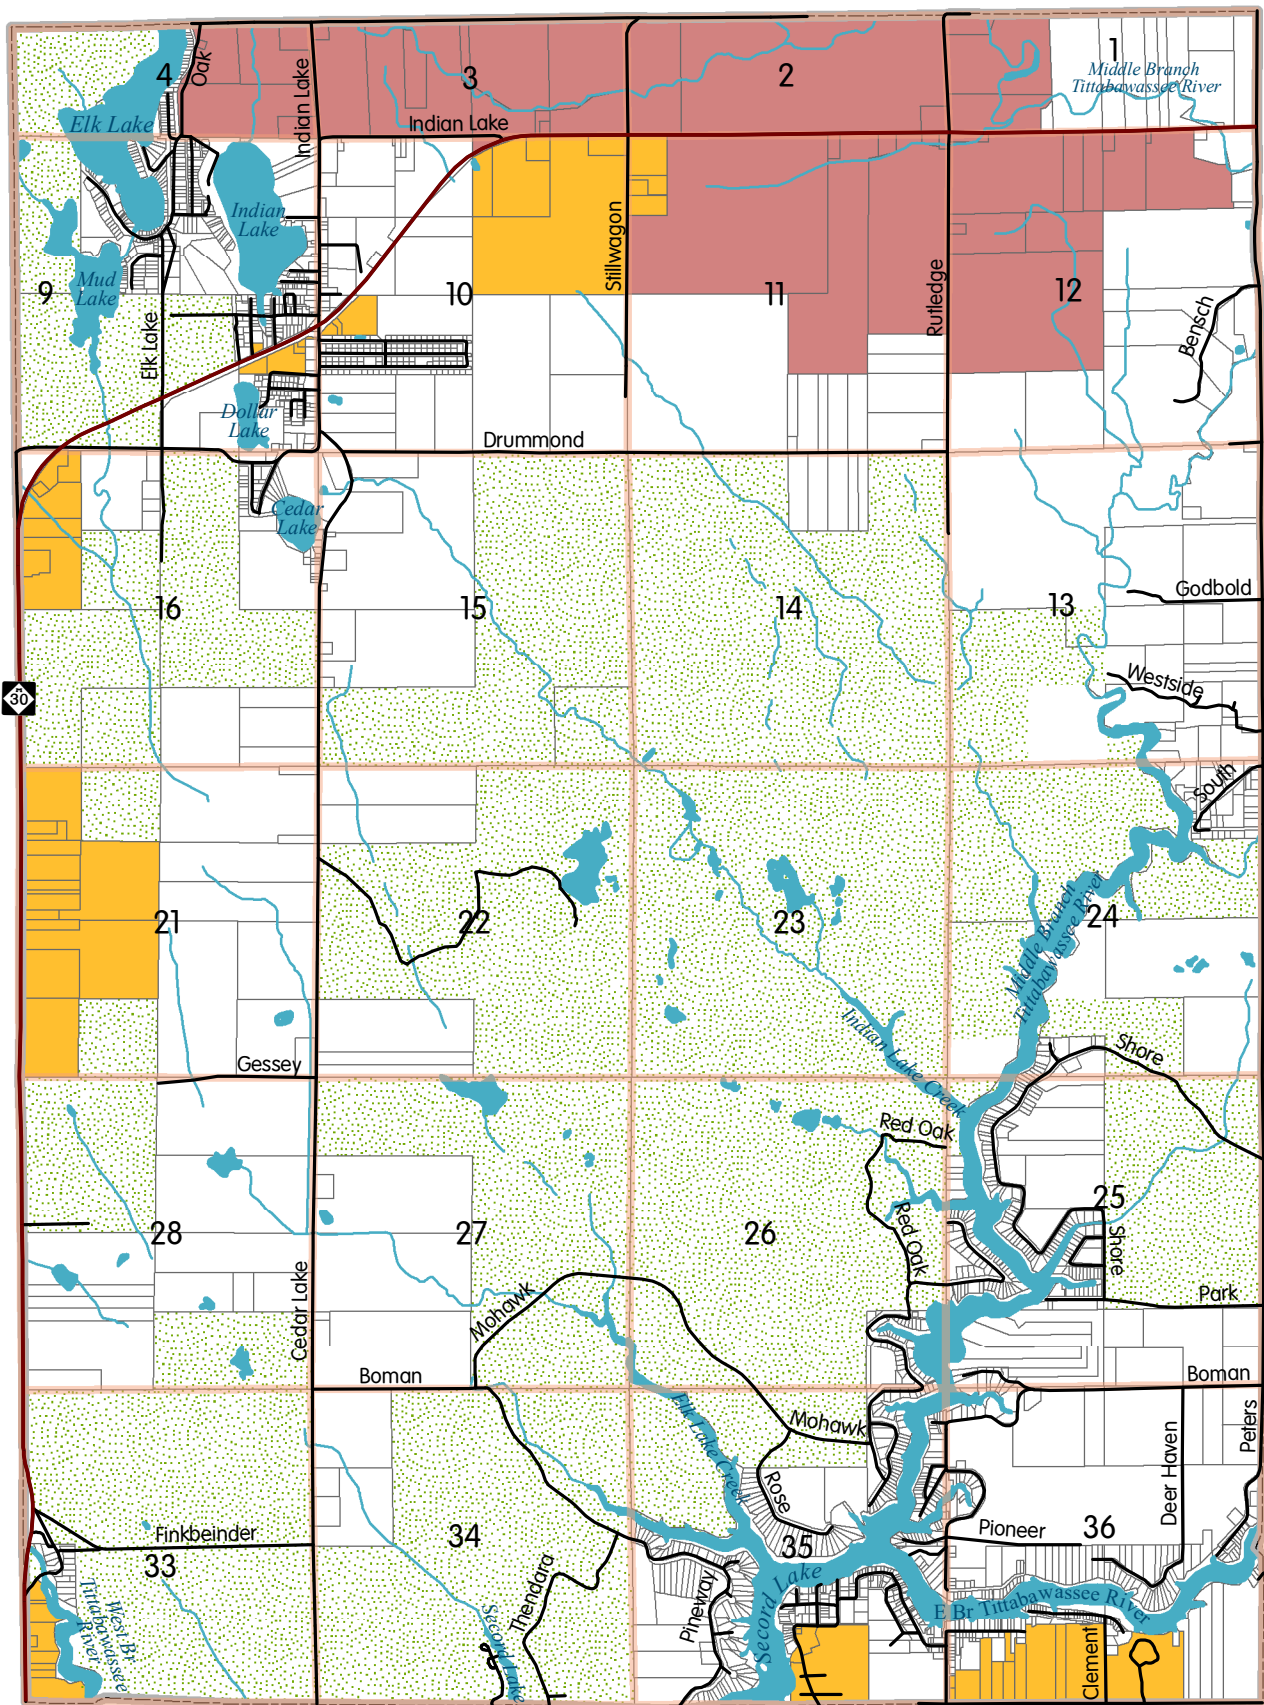 1
Middle Branch
Tittabawassee River
2
3
4
Oak
Indian Lake
Elk Lake
Indian Lake
Indian
Lake
Stillwagon
Mud
Lake
9
10
11
Rutledge
12
Bensch
Elk Lake
Dollar
Lake
Drummond
Cedar
Lake
16
15
14
13
Godbold
Westside
M
30
South
21
22
23
24
Middle Branch
Tittabawassee River
Indian Lake Creek
Gessey
Shore
Red Oak
Red Oak
25
Shore
28
27
26
Cedar Lake
Mohawk
Park
Boman
Boman
Elk Lake Creek
Mohawk
Rose
Deer Haven
Peters
Finkbeinder
33
34
35
Pioneer
36
Second Lake
E Br Tittabawassee River
Pineway
Thendara
Second Lake
West Br
Tittabawassee
River
Clement